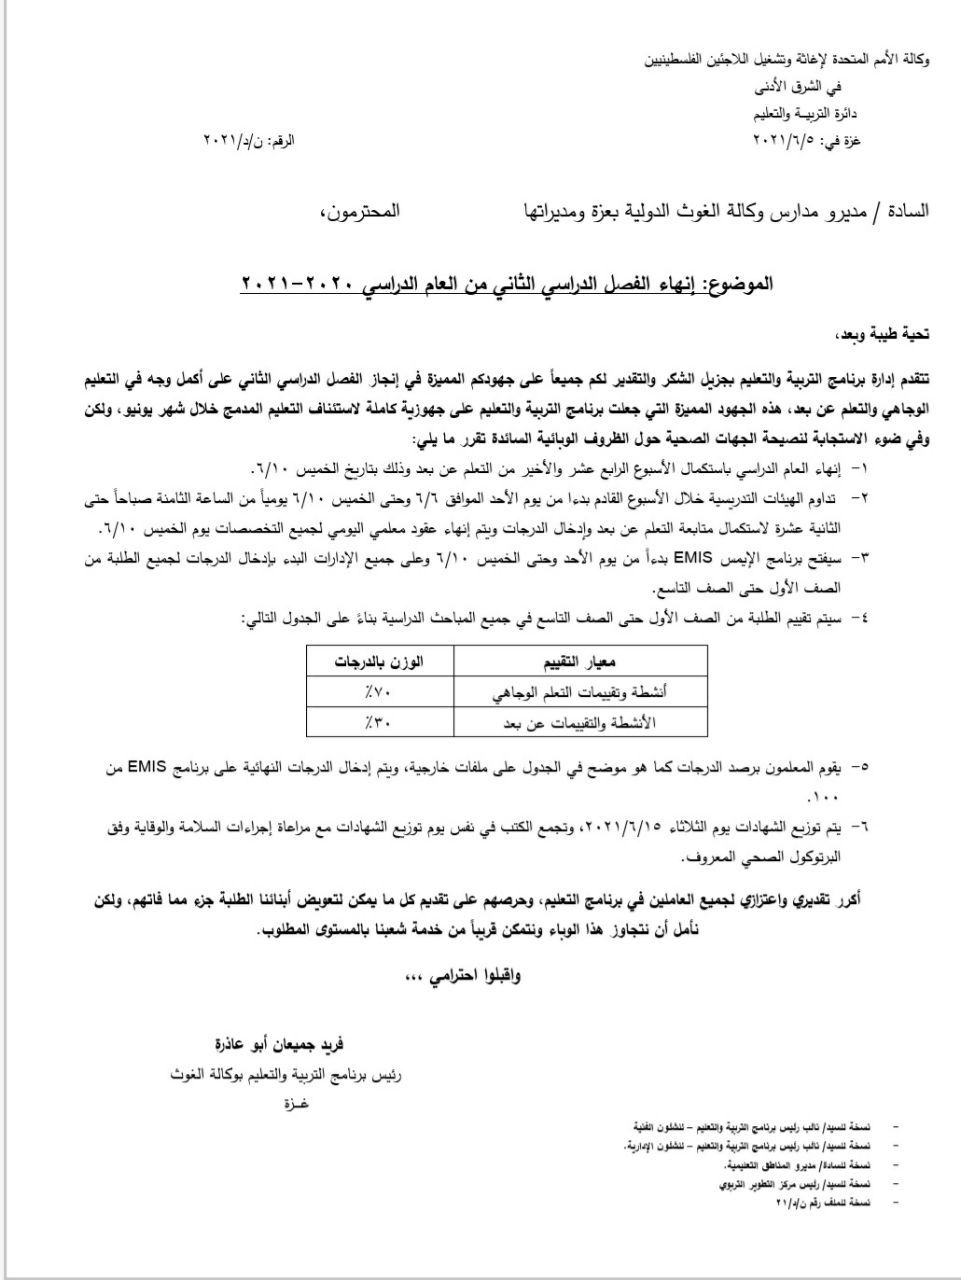 وكالة الأمم المتحدة لإغاثة وتشغيل اللاجئين الفلسطينيين
في الشرق الأدنى
دائرة التربيـة والتعليم
غزة في: ٢٠٢١/٦/٥ الرقم: ن/د/٢٠٢١
السادة / مديرو مدارس وكالة الغوث الدولية بغزة ومديراتها المحترمون،
الموضوع: إنهاء الفصل الدراسي الثاني من العام الدراسي ٢٠٢٠-٢٠٢١
تحية طيبة وبعد،
تتقدم إدارة برنامج التربية والتعليم بجزيل الشكر والتقدير لكم جميعاً على جهودكم المميزة في إنجاز الفصل الدراسي الثاني على أكمل وجه في التعليم
الوجاهي والتعلم عن بعد، هذه الجهود المميزة التي جعلت برنامج التربية والتعليم على جهوزية كاملة لاستئناف التعليم المدمج خلال شهر يونيو، ولكن
وفي ضوء الاستجابة لنصيحة الجهات الصحية حول الظروف الوبائية السائدة تقرر ما يلي:
١- إنهاء العام الدراسي باستكمال الأسبوع الرابع عشر والأخير من التعلم عن بعد وذلك بتاريخ الخميس ٦/١٠.
٢- تداوم الهيئات التدريسية خلال الأسبوع القادم بدءا من يوم الأحد الموافق ٦/٦ وحتى الخميس ٦/١٠ يومياً من الساعة الثامنة صباحاً حتى
الثانية عشرة لاستكمال متابعة التعلم عن بعد وإدخال الدرجات ويتم إنهاء عقود معلمي اليومي لجميع التخصصات يوم الخميس ٦/١٠.
٣- سيفتح برنامج الإيمس EMIS بدءاً من يوم الأحد وحتى الخميس ٦/١٠ وعلى جميع الإدارات البدء بإدخال الدرجات لجميع الطلبة من
الصف الأول حتى الصف التاسع.
٤- سيتم تقييم الطلبة من الصف الأول حتى الصف التاسع في جميع المباحث الدراسية بناءً على الجدول التالي:
معيار التقييم الوزن بالدرجات
أنشطة وتقييمات التعلم الوجاهي ٧٠٪
الأنشطة والتقييمات عن بعد ٣٠٪
٥- يقوم المعلمون برصد الدرجات كما هو موضح في الجدول على ملفات خارجية، ويتم إدخال الدرجات النهائية على برنامج EMIS من
١٠٠.
٦- يتم توزيع الشهادات يوم الثلاثاء ٢٠٢١/٦/١٥، وتجمع الكتب في نفس يوم توزيع الشهادات مع مراعاة إجراءات السلامة والوقاية وفق
البرتوكول الصحي المعروف.
أكرر تقديري واعتزازي لجميع العاملين في برنامج التعليم، وحرصهم على تقديم كل ما يمكن لتعويض أبنائنا الطلبة جزء مما فاتهم، ولكن
نأمل أن نتجاوز هذا الوباء ونتمكن قريباً من خدمة شعبنا بالمستوى المطلوب.
واقبلوا احترامي ،،،
فريد جميعان أبو عاذرة
رئيس برنامج التربية والتعليم بوكالة الغوث
غـزة
- نسخة للسيد/ نائب رئيس برنامج التربية والتعليم – للشئون الفنية
- نسخة للسيد/ نائب رئيس برنامج التربية والتعليم – للشئون الإدارية.
- نسخة للسادة/ مديرو المناطق التعليمية.
- نسخة للسيد/ رئيس مركز التطوير التربوي
- نسخة للملف رقم ن/د/٢١